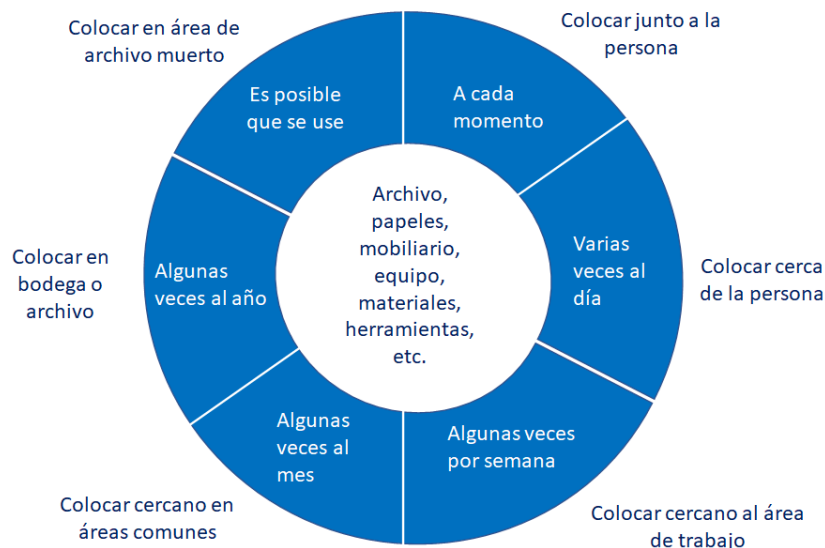 Colocar en área de
archivo muerto
Colocar junto a la
persona
Es posible
que se use
A cada
momento
Archivo,
papeles,
mobiliario,
equipo,
materiales,
herramientas,
etc.
Varias
veces al
día
Colocar cerca
de la persona
Colocar en
bodega o
archivo
Algunas
veces al año
Algunas
veces al
mes
Algunas veces
por semana
Colocar cercano en
áreas comunes
Colocar cercano al área
de trabajo